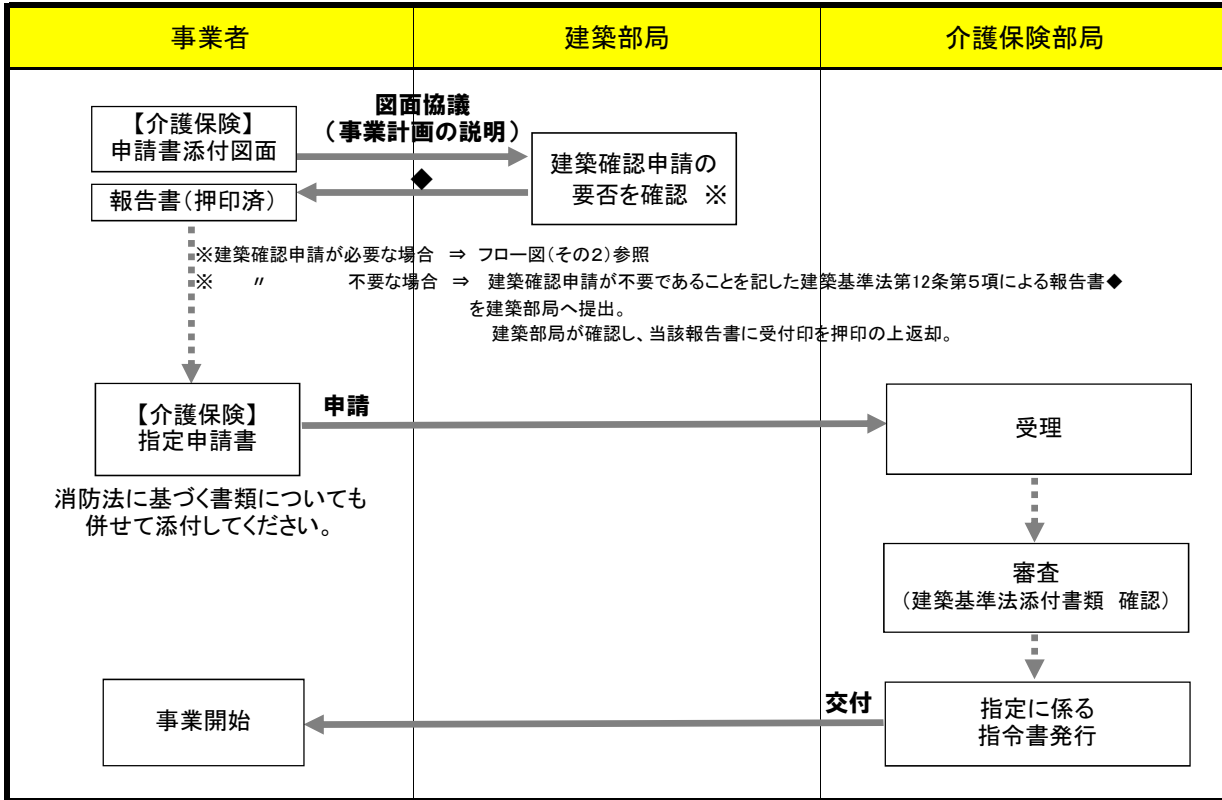 事業者
建築部局
介護保険部局
【介護保険】
申請書添付図面
図面協議
（事業計画の説明）
建築確認申請の
要否を確認 ※
◆
報告書（押印済）
※建築確認申請が必要な場合 ⇒ フロー図（その２）参照
※ 〃 不要な場合 ⇒ 建築確認申請が不要であることを記した建築基準法第12条第５項による報告書◆
を建築部局へ提出。
建築部局が確認し、当該報告書に受付印を押印の上返却。
【介護保険】
指定申請書
申請
受理
消防法に基づく書類についても
併せて添付してください。
審査
（建築基準法添付書類 確認）
事業開始
交付
指定に係る
指令書発行